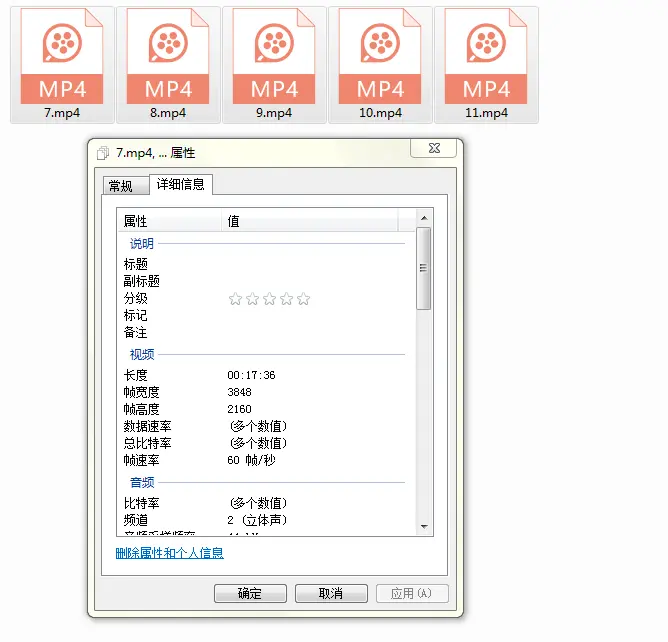 MP4 MP4 MP4 MP4 MP4
7.mp4 8.mp4 9.mp4 10.mp4 11.mp4
7.mp4, ... 属性
常规 详细信息
属性 值
说明
标题
副标题
分级
标记
备注
视频
长度 00:17:36
帧宽度 3848
帧高度 2160
数据速率 (多个数值)
总比特率 (多个数值)
帧速率 60 帧/秒
音频
比特率 (多个数值)
频道 2 (立体声)
删除属性和个人信息
确定 取消 应用(A)